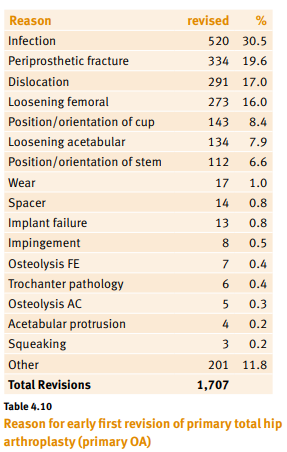 Reason revised %
Infection 520 30.5
Periprosthetic fracture 334 19.6
Dislocation 291 17.0
Loosening femoral 273 16.0
Position/orientation of cup 143 8.4
Loosening acetabular 134 7.9
Position/orientation of stem 112 6.6
Wear 17 1.0
Spacer 14 0.8
Implant failure 13 0.8
Impingement 8 0.5
Osteolysis FE 7 0.4
Trochanter pathology 6 0.4
Osteolysis AC 5 0.3
Acetabular protrusion 4 0.2
Squeaking 3 0.2
Other 201 11.8
Total Revisions 1,707
Table 4.10
Reason for early first revision of primary total hip
arthroplasty (primary OA)